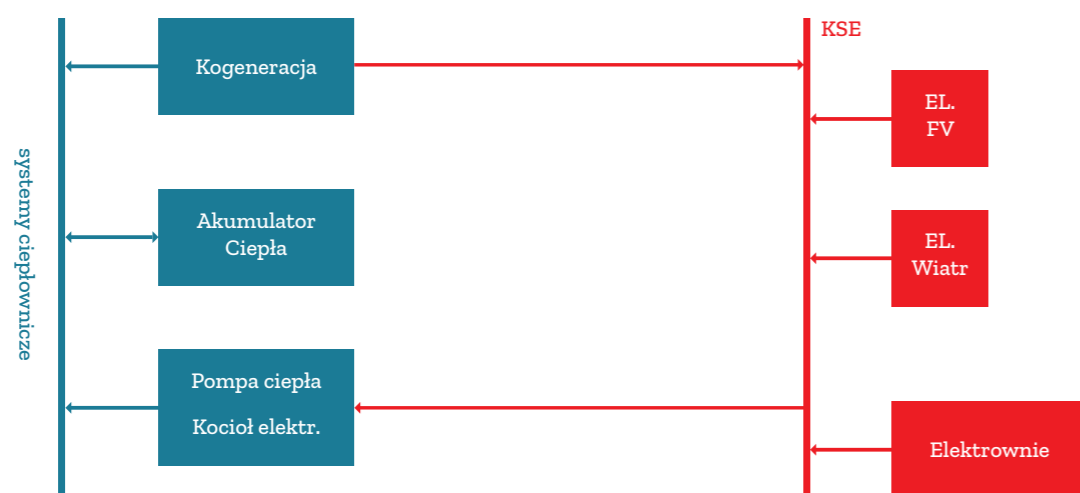 systemy ciepłownicze
Kogeneracja
Akumulator
Ciepła
Pompa ciepła
Kocioł elektr.
KSE
EL.
FV
EL.
Wiatr
Elektrownie